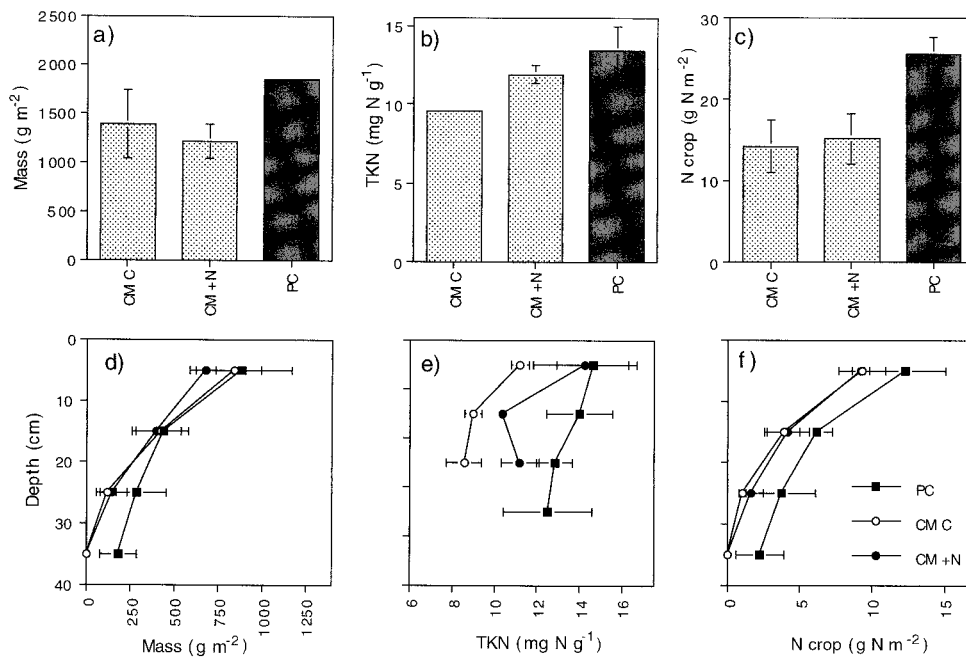 a)
Mass (g m-2)
2500
2000
1500
1000
500
0
CM C
CM +N
PC
b)
TKN (mg N g-1)
15
10
5
0
CM C
CM +N
PC
c)
N crop (g N m-2)
30
20
10
0
CM C
CM +N
PC
d)
Depth (cm)
0
10
20
30
40
0
250
500
750
1000
1250
Mass (g m-2)
e)
6
8
10
12
14
16
TKN (mg N g-1)
f)
PC
CM C
CM +N
0
5
10
15
N crop (g N m-2)